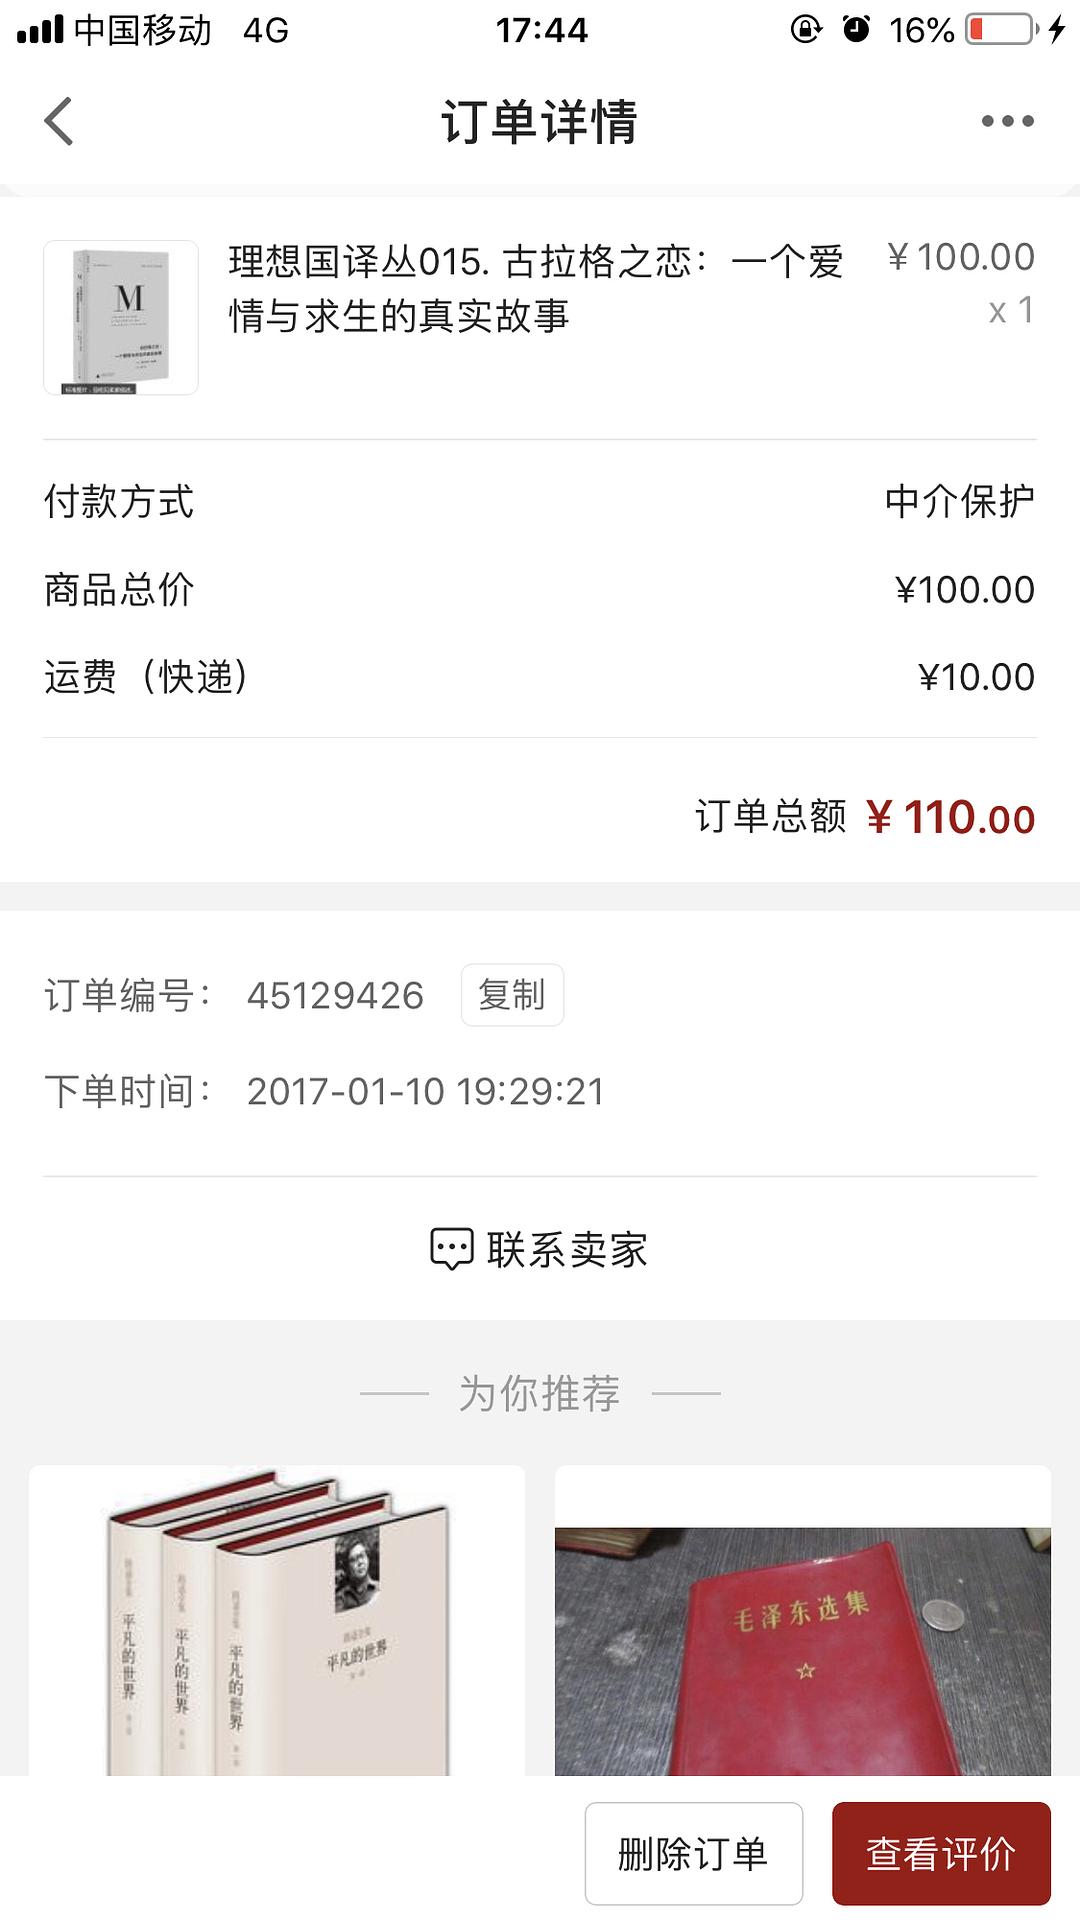 中国移动 4G 17:44 16%
订单详情
理想国译丛015. 古拉格之恋：一个爱 ¥100.00
情与求生的真实故事 x 1
M
付款方式 中介保护
商品总价 ¥100.00
运费（快递） ¥10.00
订单总额 ¥110.00
订单编号： 45129426 复制
下单时间： 2017-01-10 19:29:21
联系卖家
为你推荐
平凡的世界
平凡的世界
平凡的世界
平凡的世界
毛泽东选集
删除订单 查看评价